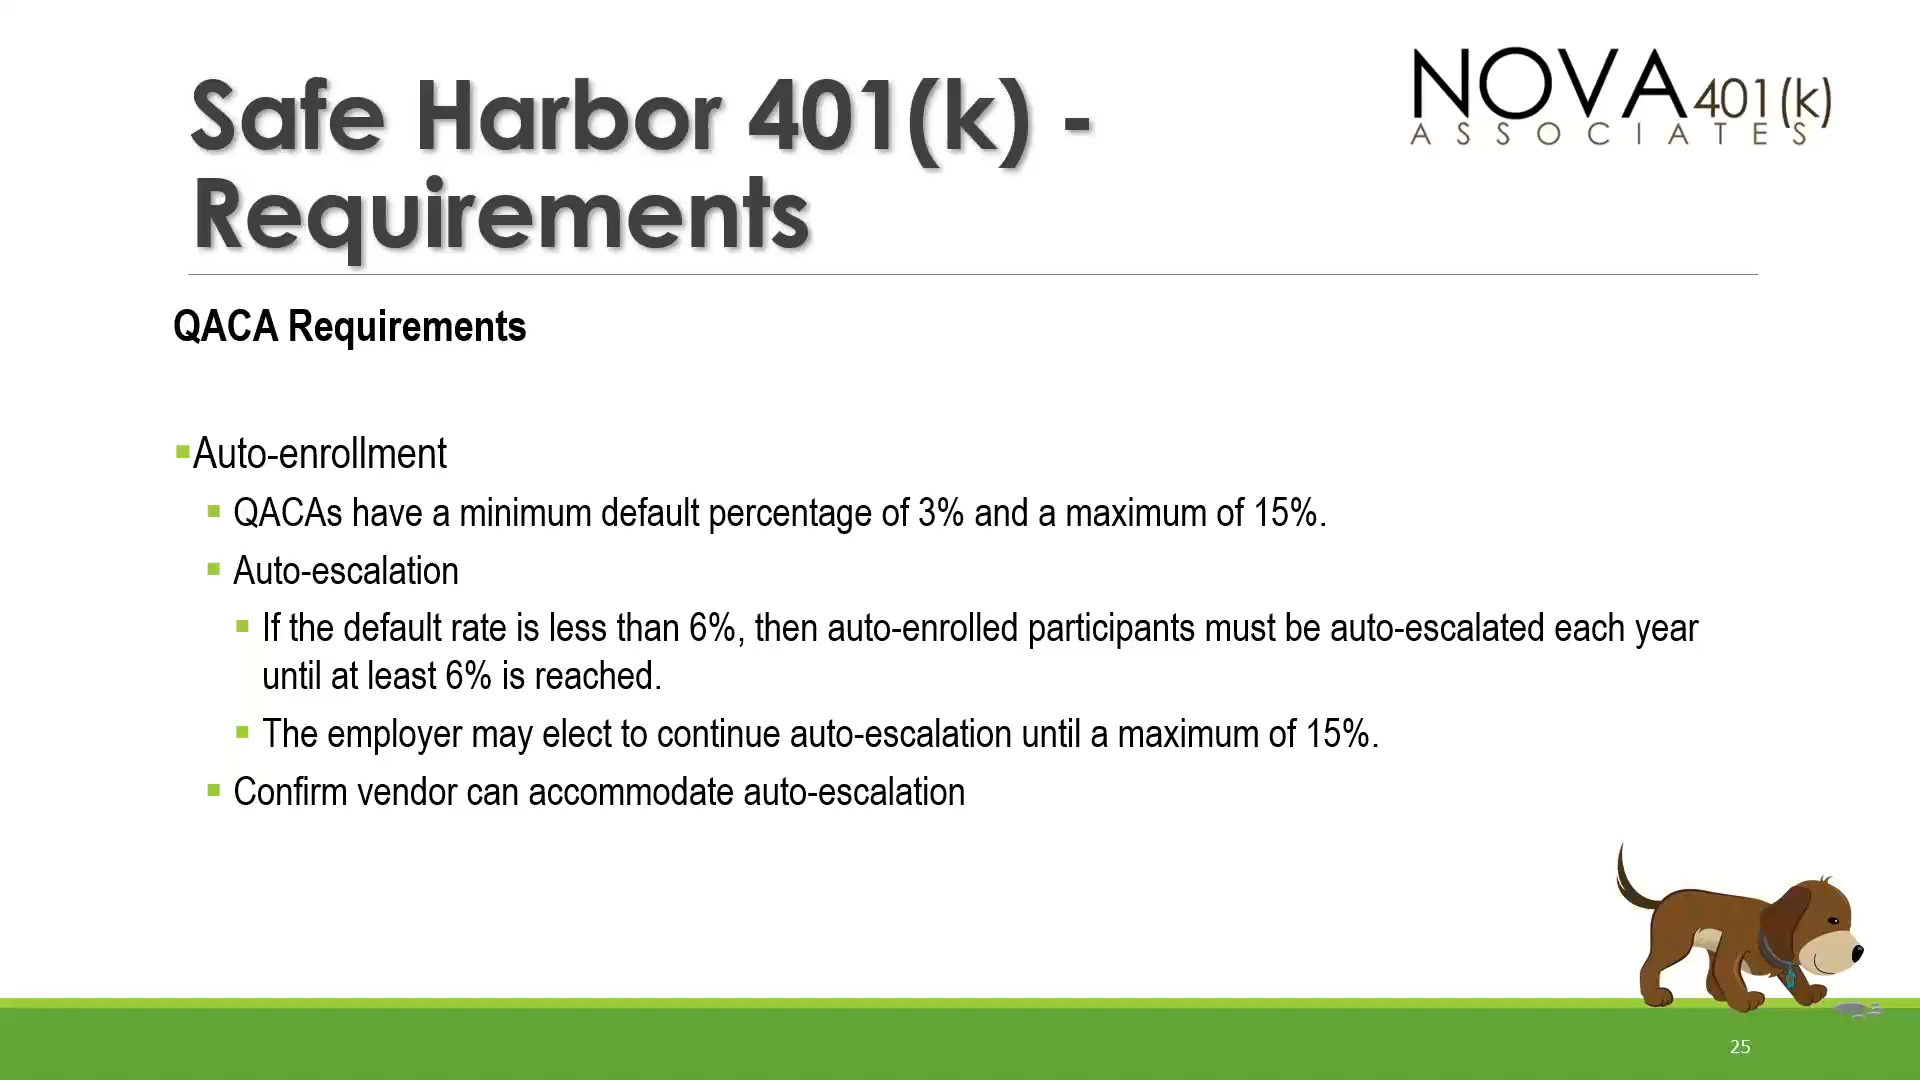 Safe Harbor 401(k) -
Requirements
NOVA 401(k)
ASSOCIATES
QACA Requirements
▪Auto-enrollment
▪ QACAs have a minimum default percentage of 3% and a maximum of 15%.
▪ Auto-escalation
▪ If the default rate is less than 6%, then auto-enrolled participants must be auto-escalated each year
until at least 6% is reached.
▪ The employer may elect to continue auto-escalation until a maximum of 15%.
▪ Confirm vendor can accommodate auto-escalation
25